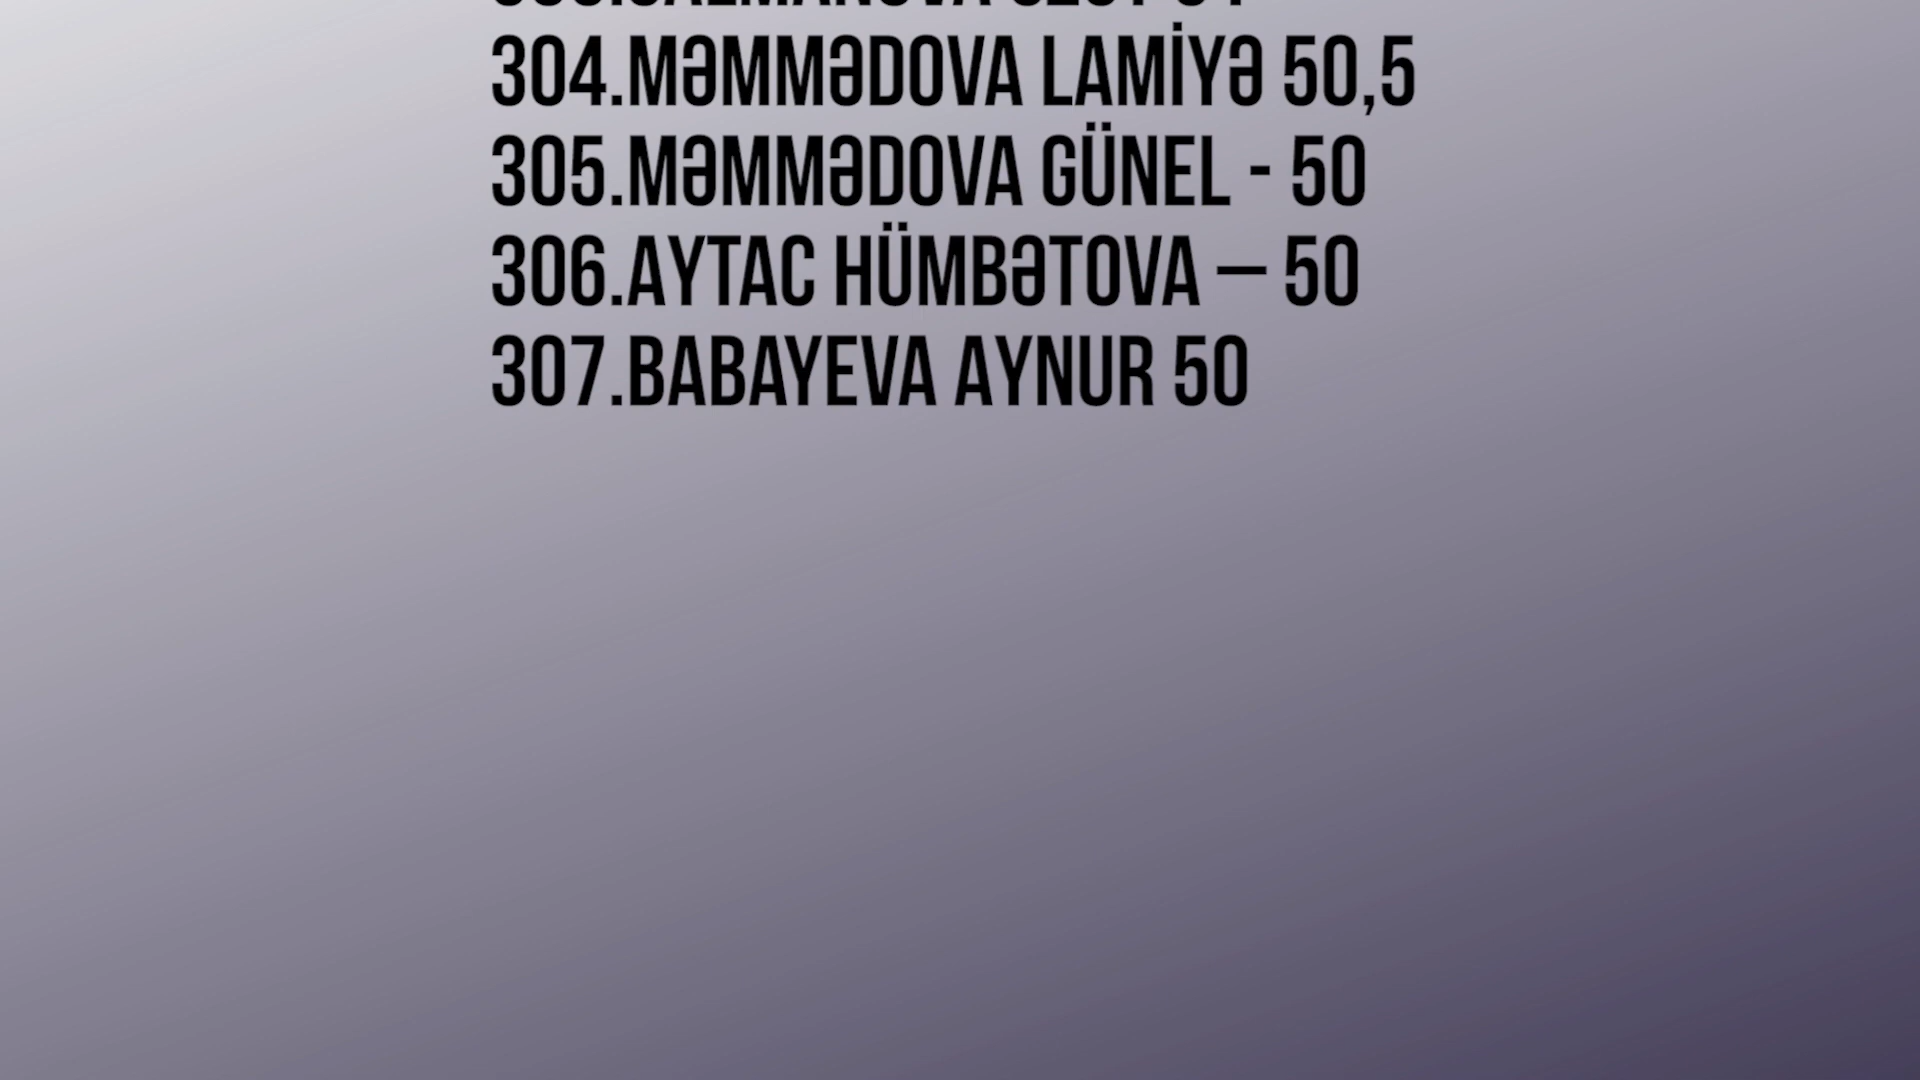 304.MƏMMƏDOVA LAMİYƏ 50,5
305.MƏMMƏDOVA GÜNEL - 50
306.AYTAC HÜMBƏTOVA – 50
307.BABAYEVA AYNUR 50